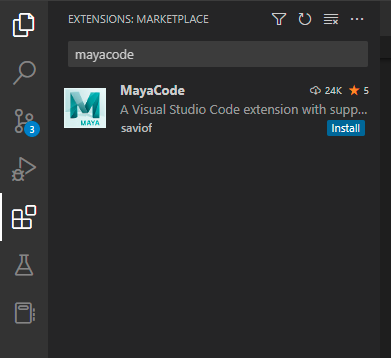 EXTENSIONS: MARKETPLACE
mayacode
MayaCode 24K 5
A Visual Studio Code extension with supp...
saviof Install
MAYA
3